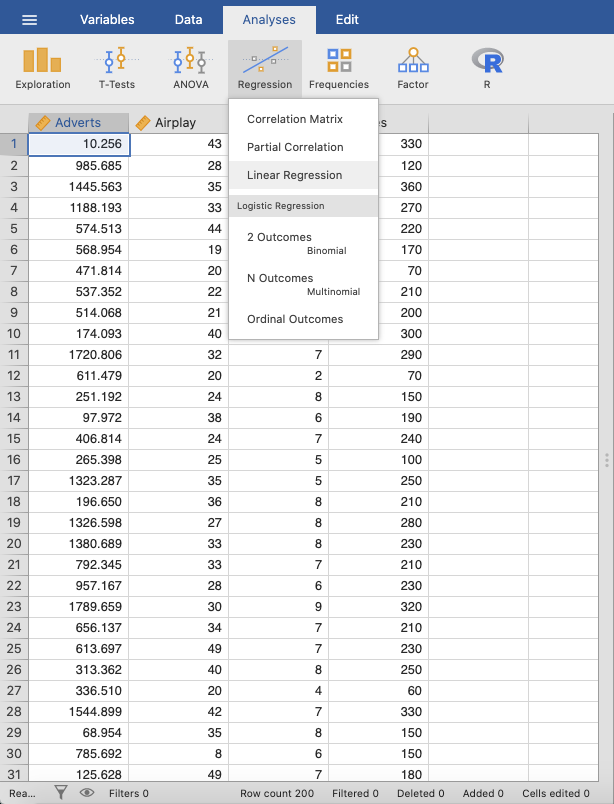 Variables Data Analyses Edit
Exploration T-Tests ANOVA Regression Frequencies Factor R
Adverts Airplay es
Correlation Matrix
Partial Correlation
Linear Regression
Logistic Regression
2 Outcomes
Binomial
N Outcomes
Multinomial
Ordinal Outcomes
1 10.256 43 330
2 985.685 28 120
3 1445.563 35 360
4 1188.193 33 270
5 574.513 44 220
6 568.954 19 170
7 471.814 20 70
8 537.352 22 210
9 514.068 21 200
10 174.093 40 300
11 1720.806 32 7 290
12 611.479 20 2 70
13 251.192 24 8 150
14 97.972 38 6 190
15 406.814 24 7 240
16 265.398 25 5 100
17 1323.287 35 5 250
18 196.650 36 8 210
19 1326.598 27 8 280
20 1380.689 33 8 230
21 792.345 33 7 210
22 957.167 28 6 230
23 1789.659 30 9 320
24 656.137 34 7 210
25 613.697 49 7 230
26 313.362 40 8 250
27 336.510 20 4 60
28 1544.899 42 7 330
29 68.954 35 8 150
30 785.692 8 6 150
31 125.628 49 7 180
Rea... Filters 0 Row count 200 Filtered 0 Deleted 0 Added 0 Cells edited 0